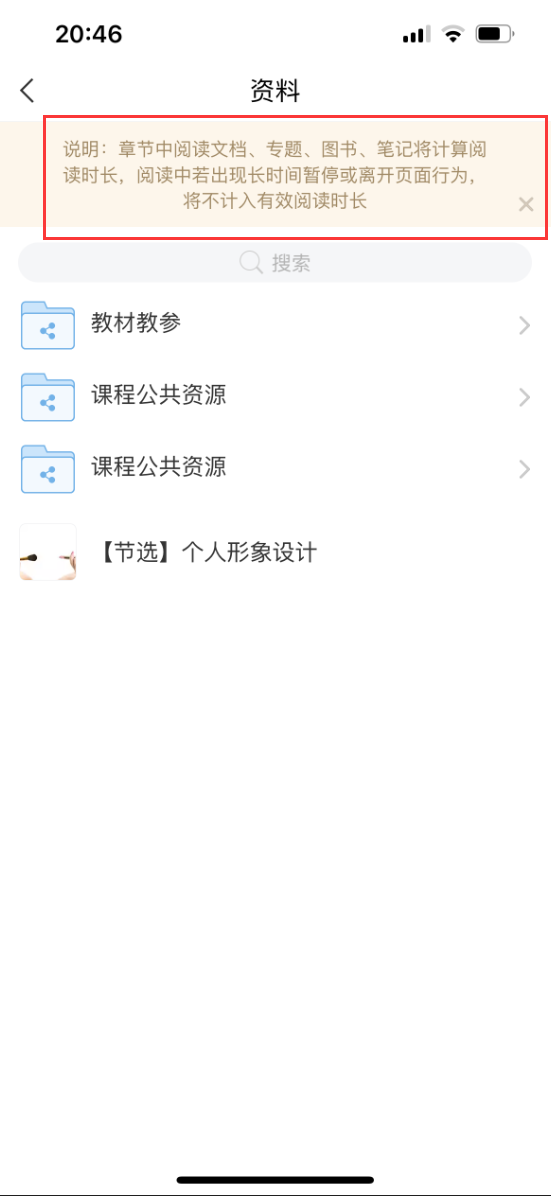 20:46
资料
说明：章节中阅读文档、专题、图书、笔记将计算阅
读时长，阅读中若出现长时间暂停或离开页面行为，
将不计入有效阅读时长
搜索
教材教参
课程公共资源
课程公共资源
【节选】个人形象设计